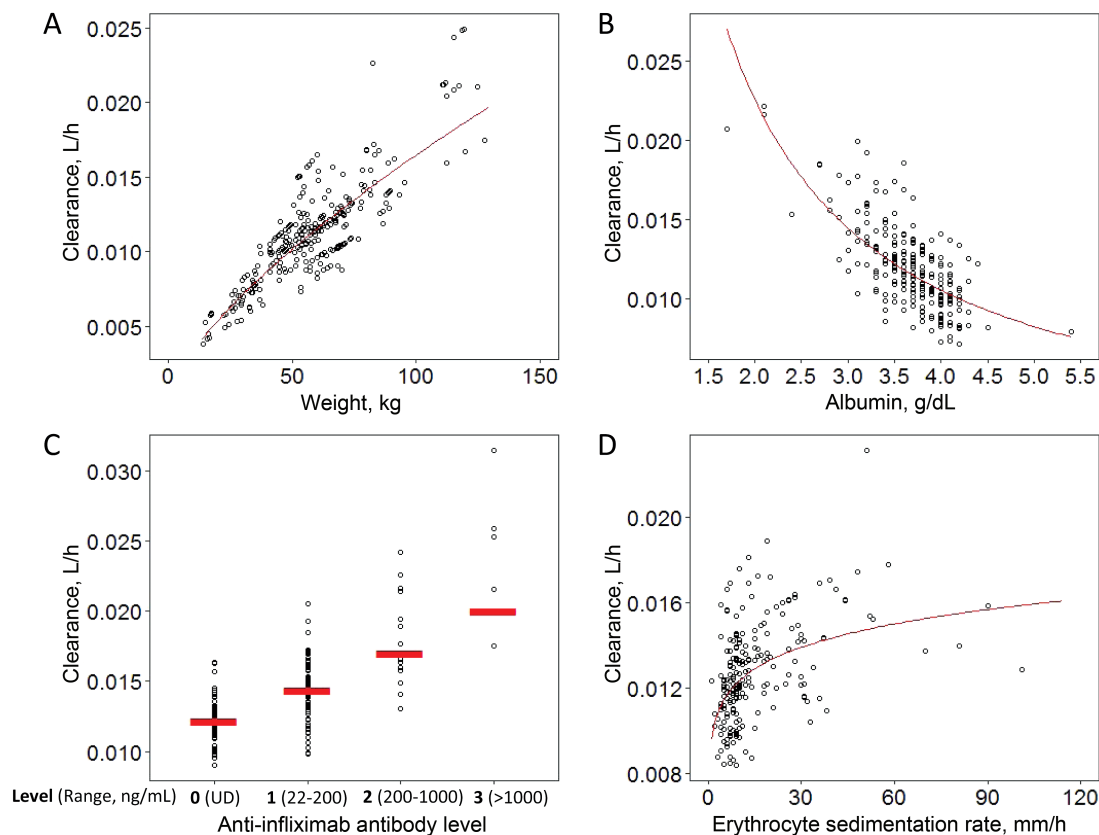 A
Clearance, L/h
0.025
0.020
0.015
0.010
0.005
0 50 100 150
Weight, kg
B
Clearance, L/h
0.025
0.020
0.015
0.010
1.5 2.0 2.5 3.0 3.5 4.0 4.5 5.0 5.5
Albumin, g/dL
C
Clearance, L/h
0.030
0.025
0.020
0.015
0.010
Level (Range, ng/mL) 0 (UD) 1 (22-200) 2 (200-1000) 3 (>1000)
Anti-infliximab antibody level
D
Clearance, L/h
0.020
0.016
0.012
0.008
0 30 60 90 120
Erythrocyte sedimentation rate, mm/h